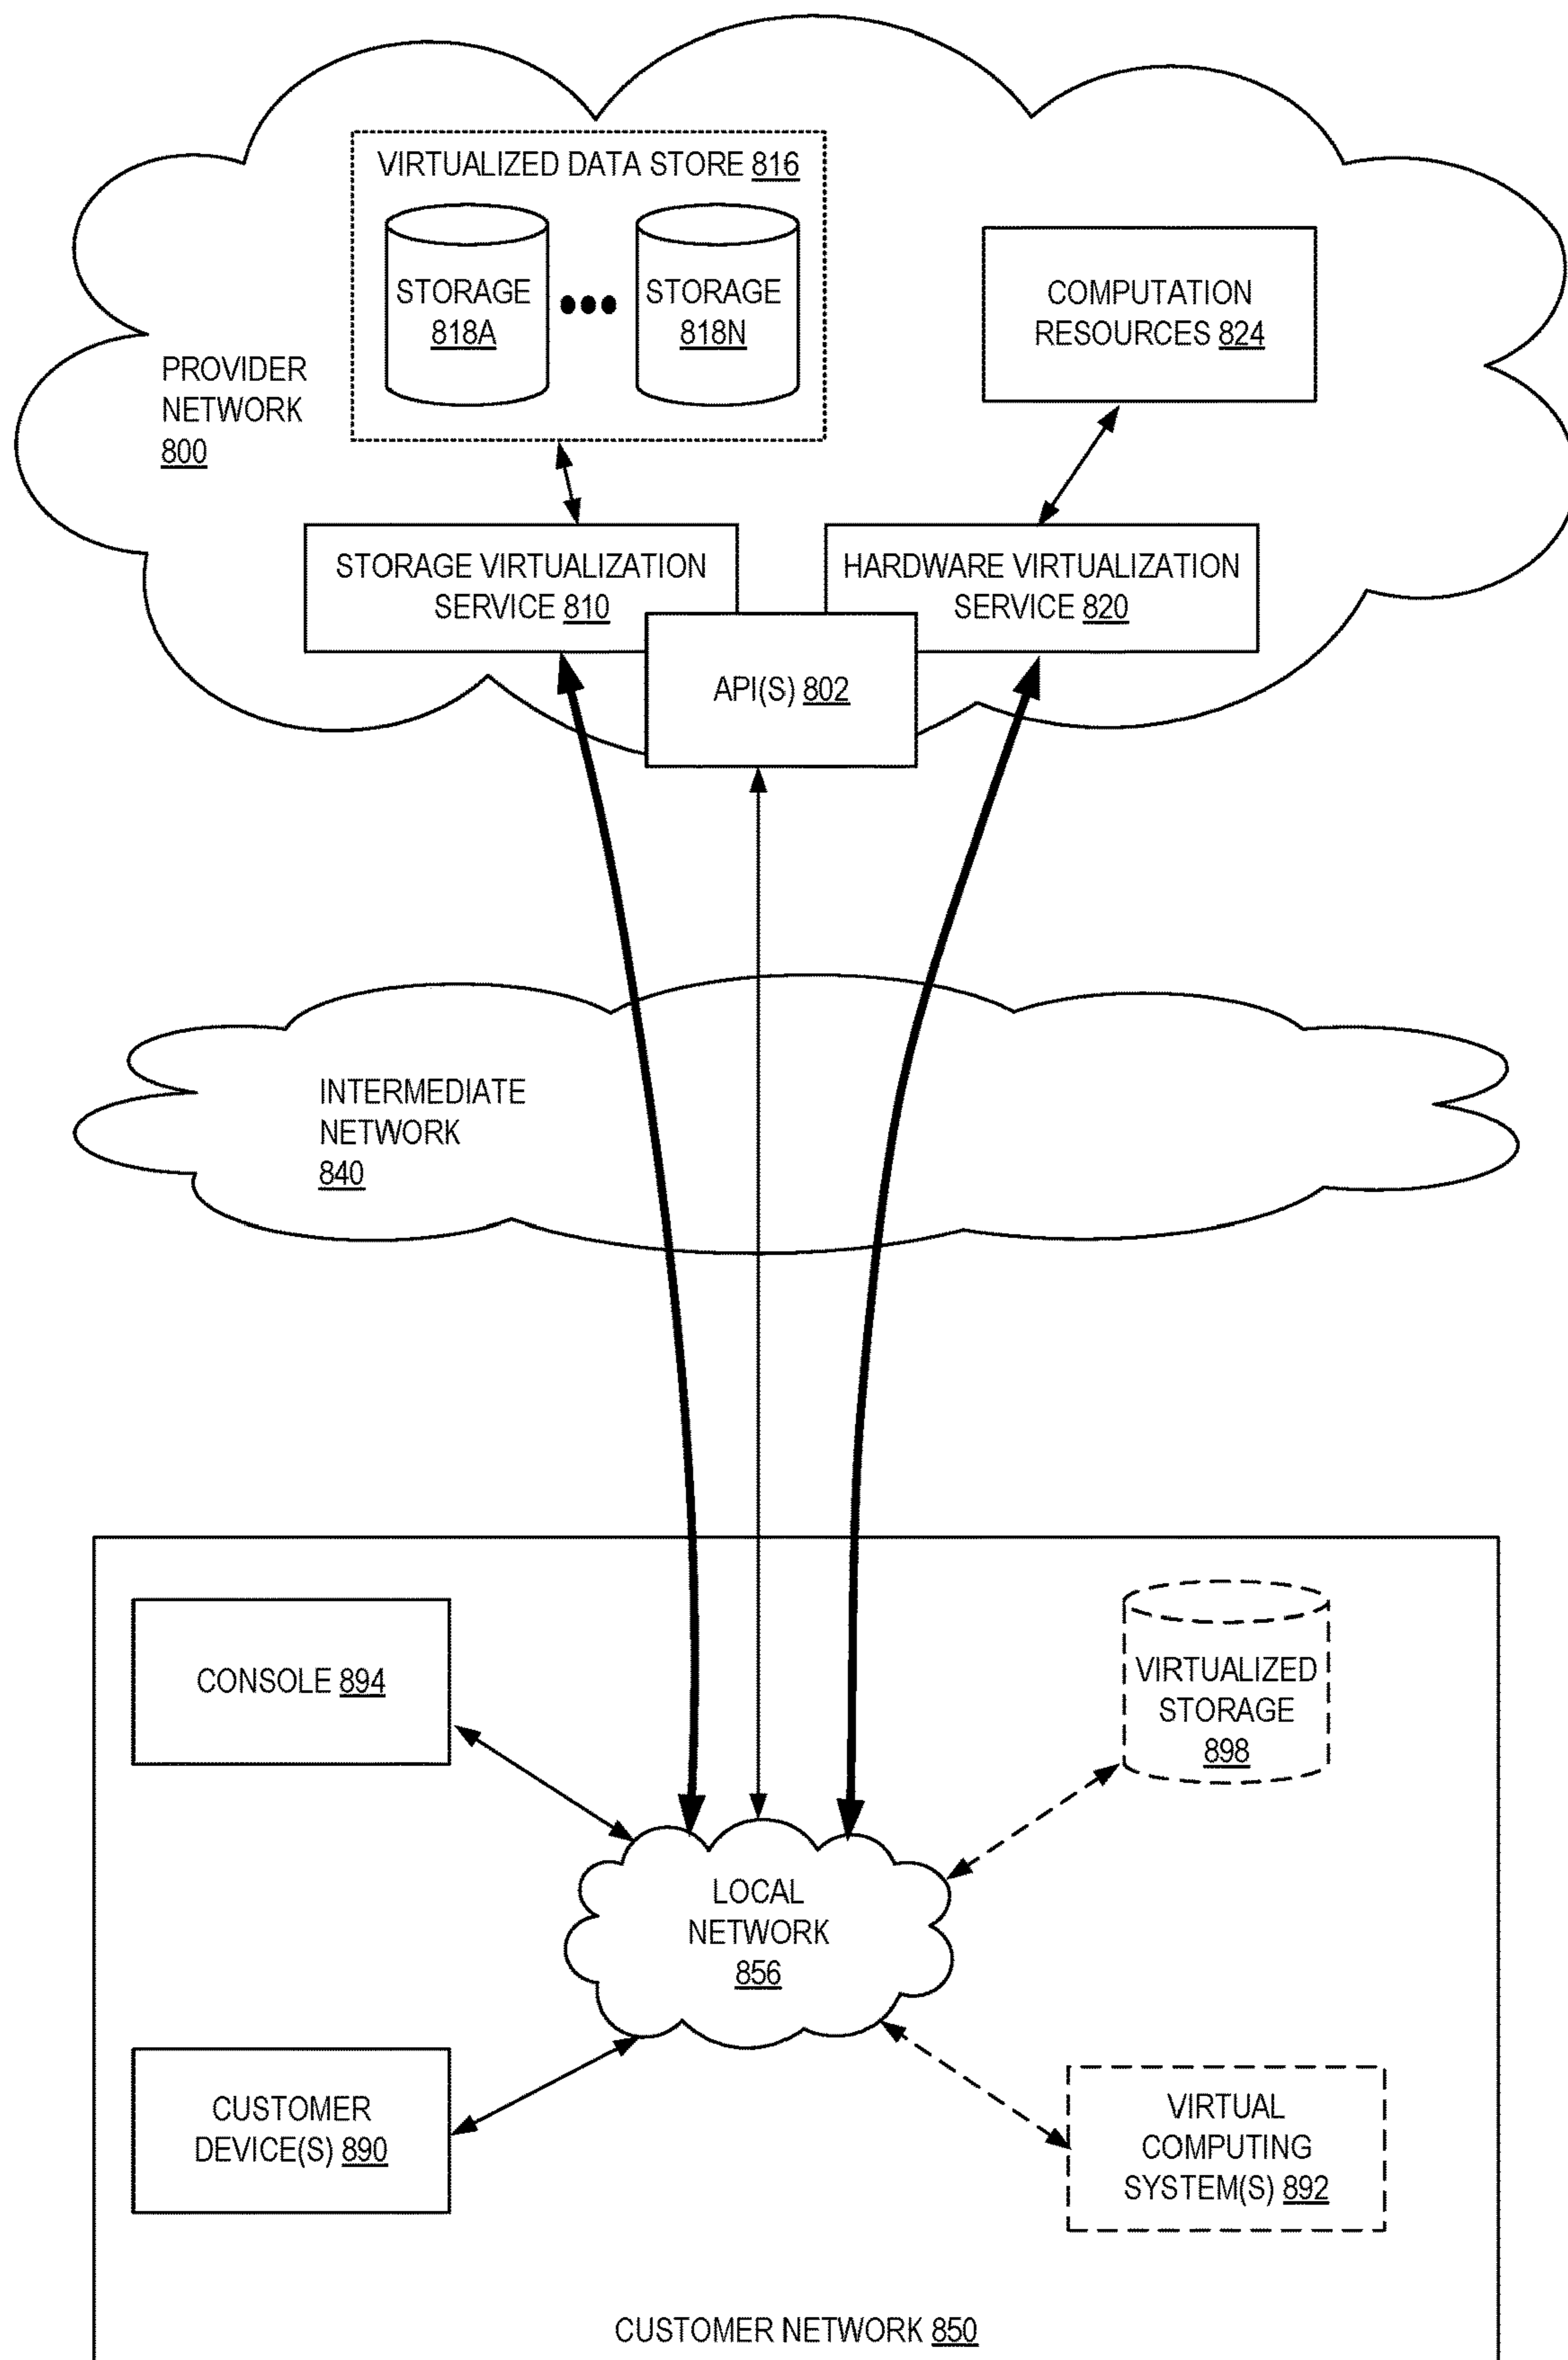 VIRTUALIZED DATA STORE 816
STORAGE
818A
STORAGE
818N
COMPUTATION
RESOURCES 824
PROVIDER
NETWORK
800
STORAGE VIRTUALIZATION
SERVICE 810
HARDWARE VIRTUALIZATION
SERVICE 820
API(S) 802
INTERMEDIATE
NETWORK
840
CONSOLE 894
VIRTUALIZED
STORAGE
898
LOCAL
NETWORK
856
CUSTOMER
DEVICE(S) 890
VIRTUAL
COMPUTING
SYSTEM(S) 892
CUSTOMER NETWORK 850